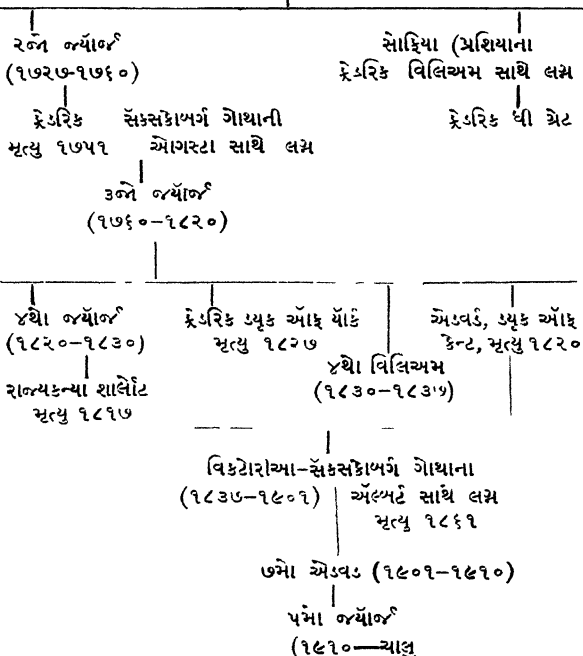 ૨જો જ્યૉર્જ
(૧૭૨૭-૧૭૬૦)
સોફિયા (પ્રશિયાના
ફ્રેડરિક વિલિઅમ સાથે લગ્ન
ફ્રેડરિક
મૃત્યુ ૧૭૫૧
સૅક્સકોબર્ગ ગોથાની
ઑગસ્ટા સાથે લગ્ન
ફ્રેડરિક ધી ગ્રેટ
૩જો જ્યૉર્જ
(૧૭૬૦-૧૮૨૦)
૪થો જ્યૉર્જ
(૧૮૨૦-૧૮૩૦)
રાજ્યકન્યા શાર્લોટ
મૃત્યુ ૧૮૧૭
ફ્રેડરિક ડ્યૂક ઑફ યૉર્ક
મૃત્યુ ૧૮૨૭
૪થો વિલિઅમ
(૧૮૩૦-૧૮૩૭)
એડવર્ડ, ડ્યૂક ઑફ
કેન્ટ, મૃત્યુ ૧૮૨૦
વિક્ટોરીઆ-સૅક્સકોબર્ગ ગોથાના
(૧૮૩૭-૧૯૦૧) ઍલ્બર્ટ સાથે લગ્ન
મૃત્યુ ૧૮૬૧
૭મો એડવડ (૧૯૦૧-૧૯૧૦)
૫મો જ્યૉર્જ
(૧૯૧૦—ચાલુ